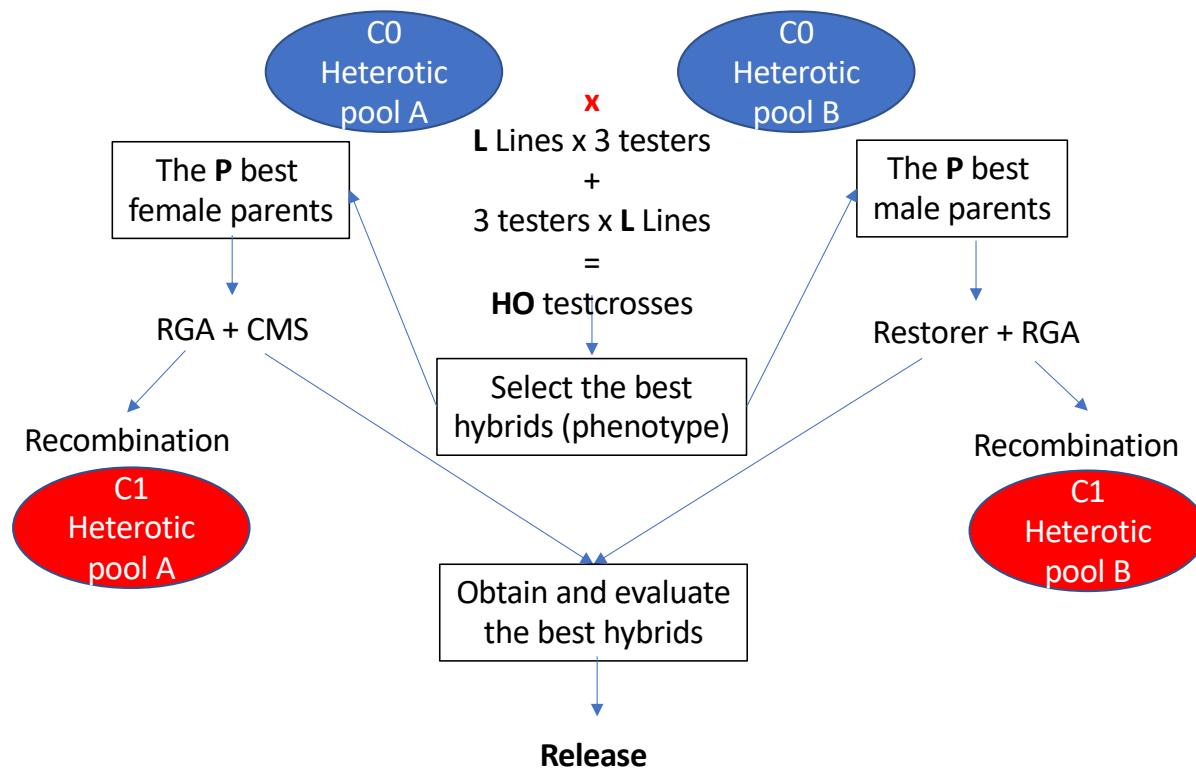 C0
Heterotic
pool A
C0
Heterotic
pool B
x
L Lines x 3 testers
+
3 testers x L Lines
=
HO testcrosses
The P best
female parents
The P best
male parents
RGA + CMS
Restorer + RGA
Select the best
hybrids (phenotype)
Recombination
C1
Heterotic
pool A
Recombination
C1
Heterotic
pool B
Obtain and evaluate
the best hybrids
Release